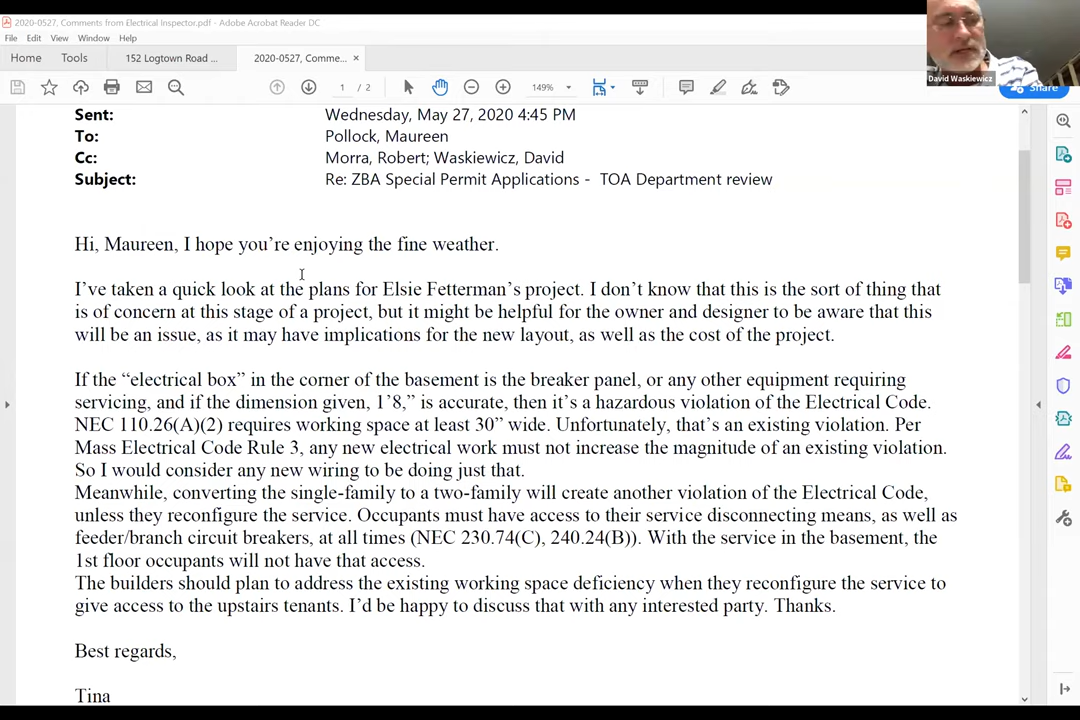 2020-0527, Comments from Electrical Inspector.pdf - Adobe Acrobat Reader DC
File Edit View Window Help
Home Tools 152 Logtown Road ... 2020-0527, Comme... ×
1 / 2 149% Share
David Waskiewicz
Sent: Wednesday, May 27, 2020 4:45 PM
To: Pollock, Maureen
Cc: Morra, Robert; Waskiewicz, David
Subject: Re: ZBA Special Permit Applications - TOA Department review
Hi, Maureen, I hope you’re enjoying the fine weather.
I’ve taken a quick look at the plans for Elsie Fetterman’s project. I don’t know that this is the sort of thing that
is of concern at this stage of a project, but it might be helpful for the owner and designer to be aware that this
will be an issue, as it may have implications for the new layout, as well as the cost of the project.
If the “electrical box” in the corner of the basement is the breaker panel, or any other equipment requiring
servicing, and if the dimension given, 1’8,” is accurate, then it’s a hazardous violation of the Electrical Code.
NEC 110.26(A)(2) requires working space at least 30” wide. Unfortunately, that’s an existing violation. Per
Mass Electrical Code Rule 3, any new electrical work must not increase the magnitude of an existing violation.
So I would consider any new wiring to be doing just that.
Meanwhile, converting the single-family to a two-family will create another violation of the Electrical Code,
unless they reconfigure the service. Occupants must have access to their service disconnecting means, as well as
feeder/branch circuit breakers, at all times (NEC 230.74(C), 240.24(B)). With the service in the basement, the
1st floor occupants will not have that access.
The builders should plan to address the existing working space deficiency when they reconfigure the service to
give access to the upstairs tenants. I’d be happy to discuss that with any interested party. Thanks.
Best regards,
Tina